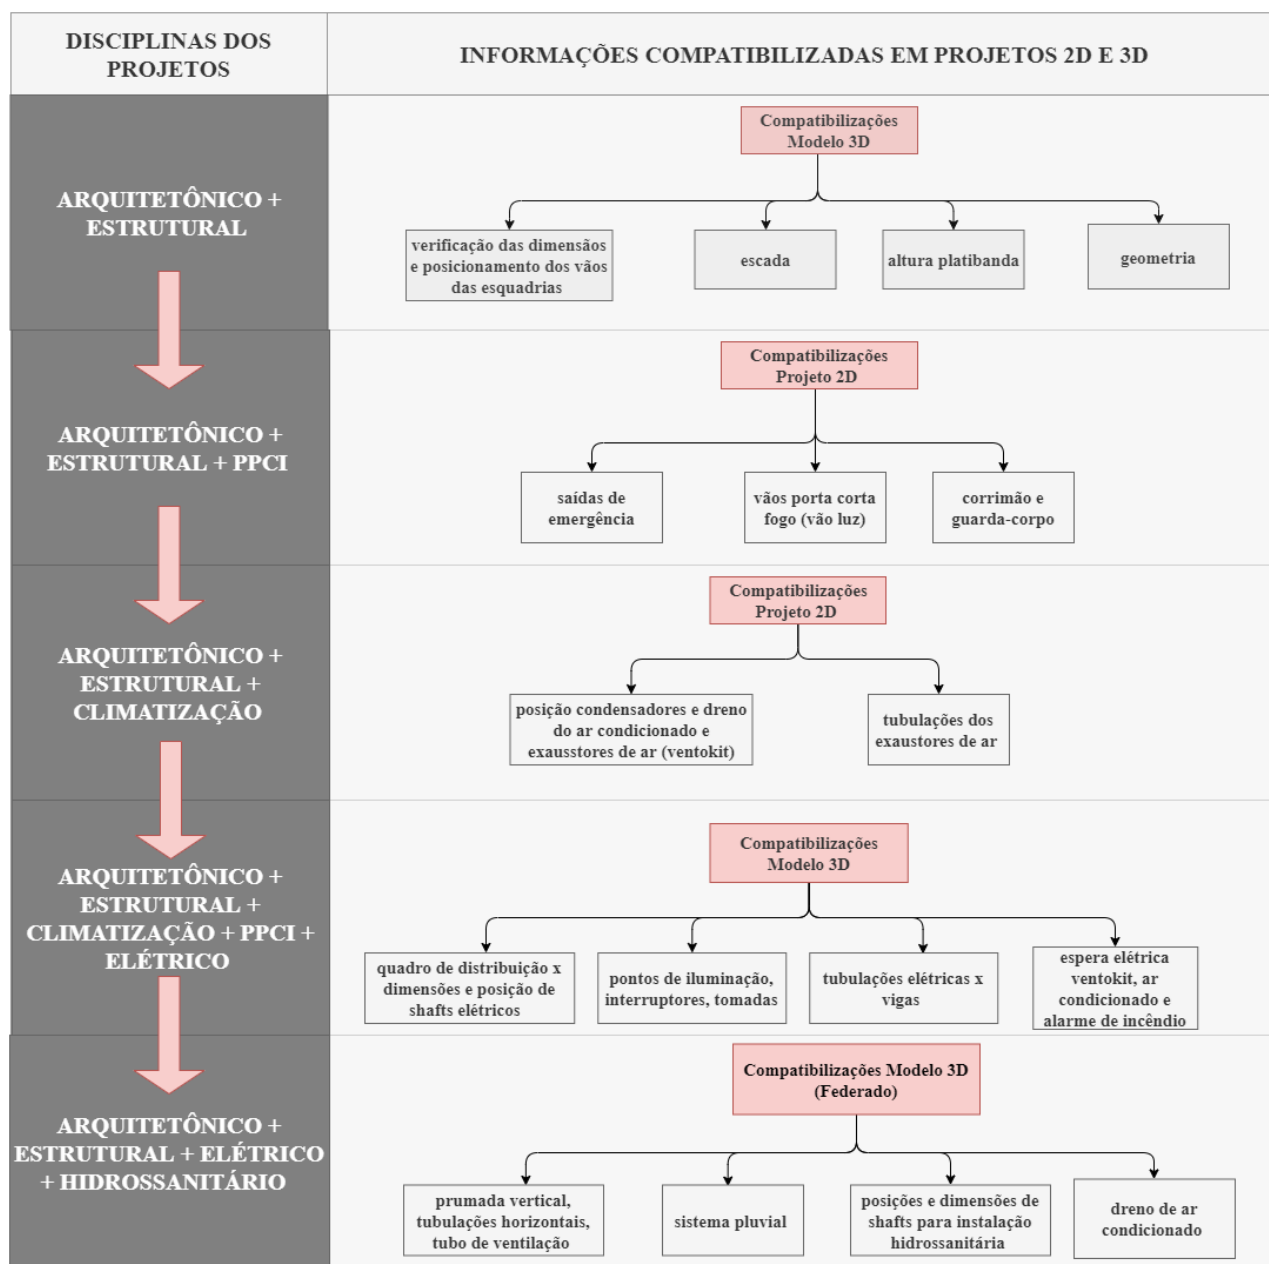 DISCIPLINAS DOS
PROJETOS
INFORMAÇÕES COMPATIBILIZADAS EM PROJETOS 2D E 3D
ARQUITETÔNICO +
ESTRUTURAL
Compatibilizações
Modelo 3D
verificação das dimensãos
e posicionamento dos vãos
das esquadrias
escada
altura platibanda
geometria
ARQUITETÔNICO +
ESTRUTURAL + PPCI
Compatibilizações
Projeto 2D
saídas de
emergência
vãos porta corta
fogo (vão luz)
corrimão e
guarda-corpo
ARQUITETÔNICO +
ESTRUTURAL +
CLIMATIZAÇÃO
Compatibilizações
Projeto 2D
posição condensadores e dreno
do ar condicionado e
exausstores de ar (ventokit)
tubulações dos
exaustores de ar
ARQUITETÔNICO +
ESTRUTURAL +
CLIMATIZAÇÃO + PPCI +
ELÉTRICO
Compatibilizações
Modelo 3D
quadro de distribuição x
dimensões e posição de
shafts elétricos
pontos de iluminação,
interruptores, tomadas
tubulações elétricas x
vigas
espera elétrica
ventokit, ar
condicionado e
alarme de incêndio
ARQUITETÔNICO +
ESTRUTURAL + ELÉTRICO
+ HIDROSSANITÁRIO
Compatibilizações Modelo 3D
(Federado)
prumada vertical,
tubulações horizontais,
tubo de ventilação
sistema pluvial
posições e dimensões de
shafts para instalação
hidrossanitária
dreno de ar
condicionado